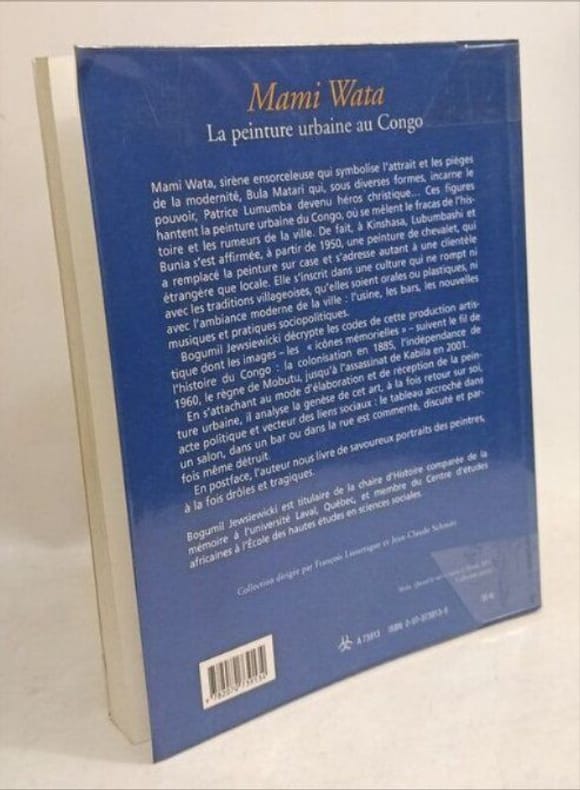 Mami Wata
La peinture urbaine au Congo
Mami Wata, sirène ensorceleuse qui symbolise l'attrait et les pièges
de la modernité, Bula Matari qui, sous diverses formes, incarne le
pouvoir, Patrice Lumumba devenu héros christique... Ces figures
hantent la peinture urbaine du Congo, où se mêlent le fracas de l'his-
toire et les rumeurs de la ville. De fait, à Kinshasa, Lubumbashi et
Bunia s'est affirmée, à partir de 1950, une peinture de chevalet, qui
a remplacé la peinture sur case et s'adresse autant à une clientèle
étrangère que locale. Elle s'inscrit dans une culture qui ne rompt ni
avec les traditions villageoises, qu'elles soient orales ou plastiques, ni
avec l'ambiance moderne de la ville : l'usine, les bars, les nouvelles
musiques et pratiques sociopolitiques.
Bogumil Jewsiewicki décrypte les codes de cette production artis-
tique dont les images – les « icônes mémorielles » – suivent le fil de
l'histoire du Congo : la colonisation en 1885, l'indépendance de
1960, le règne de Mobutu, jusqu'à l'assassinat de Kabila en 2001.
En s'attachant au mode d'élaboration et de réception de la pein-
ture urbaine, il analyse la genèse de cet art, à la fois retour sur soi,
acte politique et vecteur des liens sociaux : le tableau accroché dans
un salon, dans un bar ou dans la rue est commenté, discuté et par-
fois même détruit.
En postface, l'auteur nous livre de savoureux portraits des peintres,
à la fois drôles et tragiques.
Bogumil Jewsiewicki est titulaire de la chaire d'Histoire comparée de la
mémoire à l'université Laval, Québec, et membre du Centre d'études
africaines à l'École des hautes études en sciences sociales.
Collection dirigée par François Lissarrague et Jean-Claude Schmitt
A 73913 ISBN 2-07-073913-0
9 782070 739134